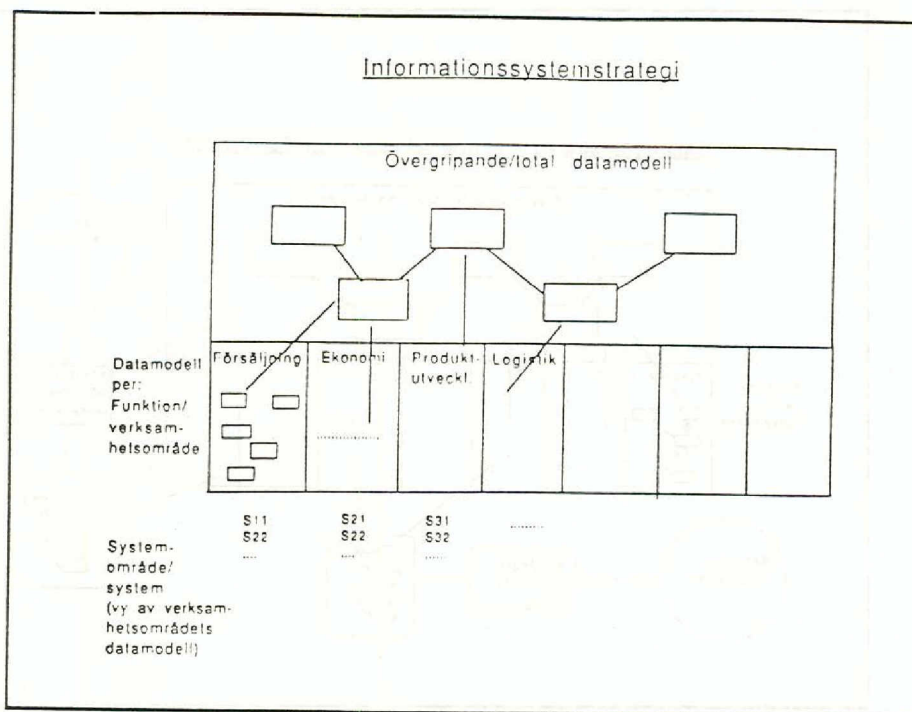 Informationssystemstrategi
Övergripande/total datamodell
Datamodell
per:
Funktion/
verksam-
hetsområde
Försäljning
Ekonomi
Produkt-
utveckl.
Logistik
System-
område/
system
(vy av verksam-
hetsområdets
datamodell)
S11
S22
....
S21
S22
....
S31
S32
.....
........